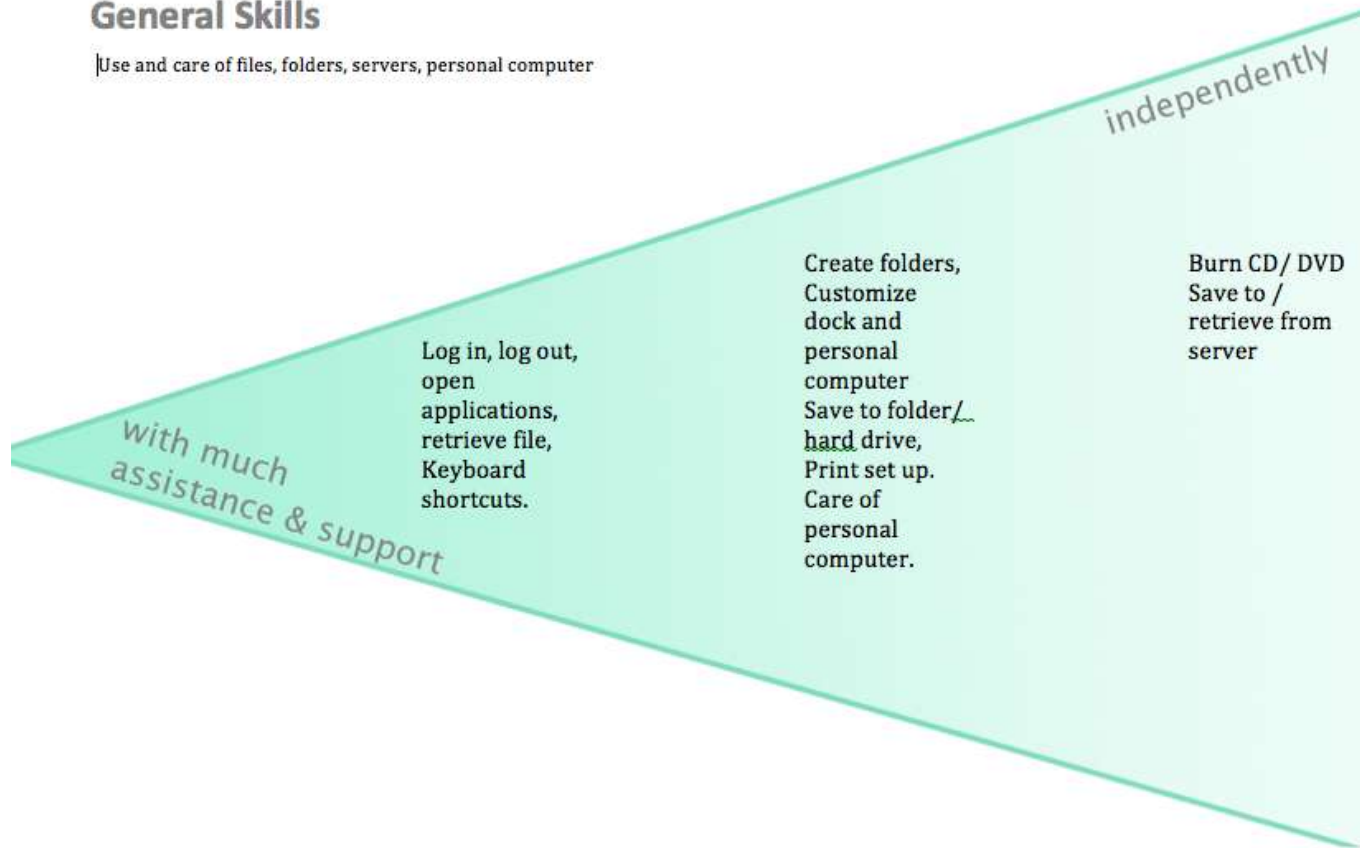 General Skills
Use and care of files, folders, servers, personal computer
independently
with much
assistance & support
Log in, log out,
open
applications,
retrieve file,
Keyboard
shortcuts.
Create folders,
Customize
dock and
personal
computer
Save to folder/
hard drive,
Print set up.
Care of
personal
computer.
Burn CD/ DVD
Save to /
retrieve from
server